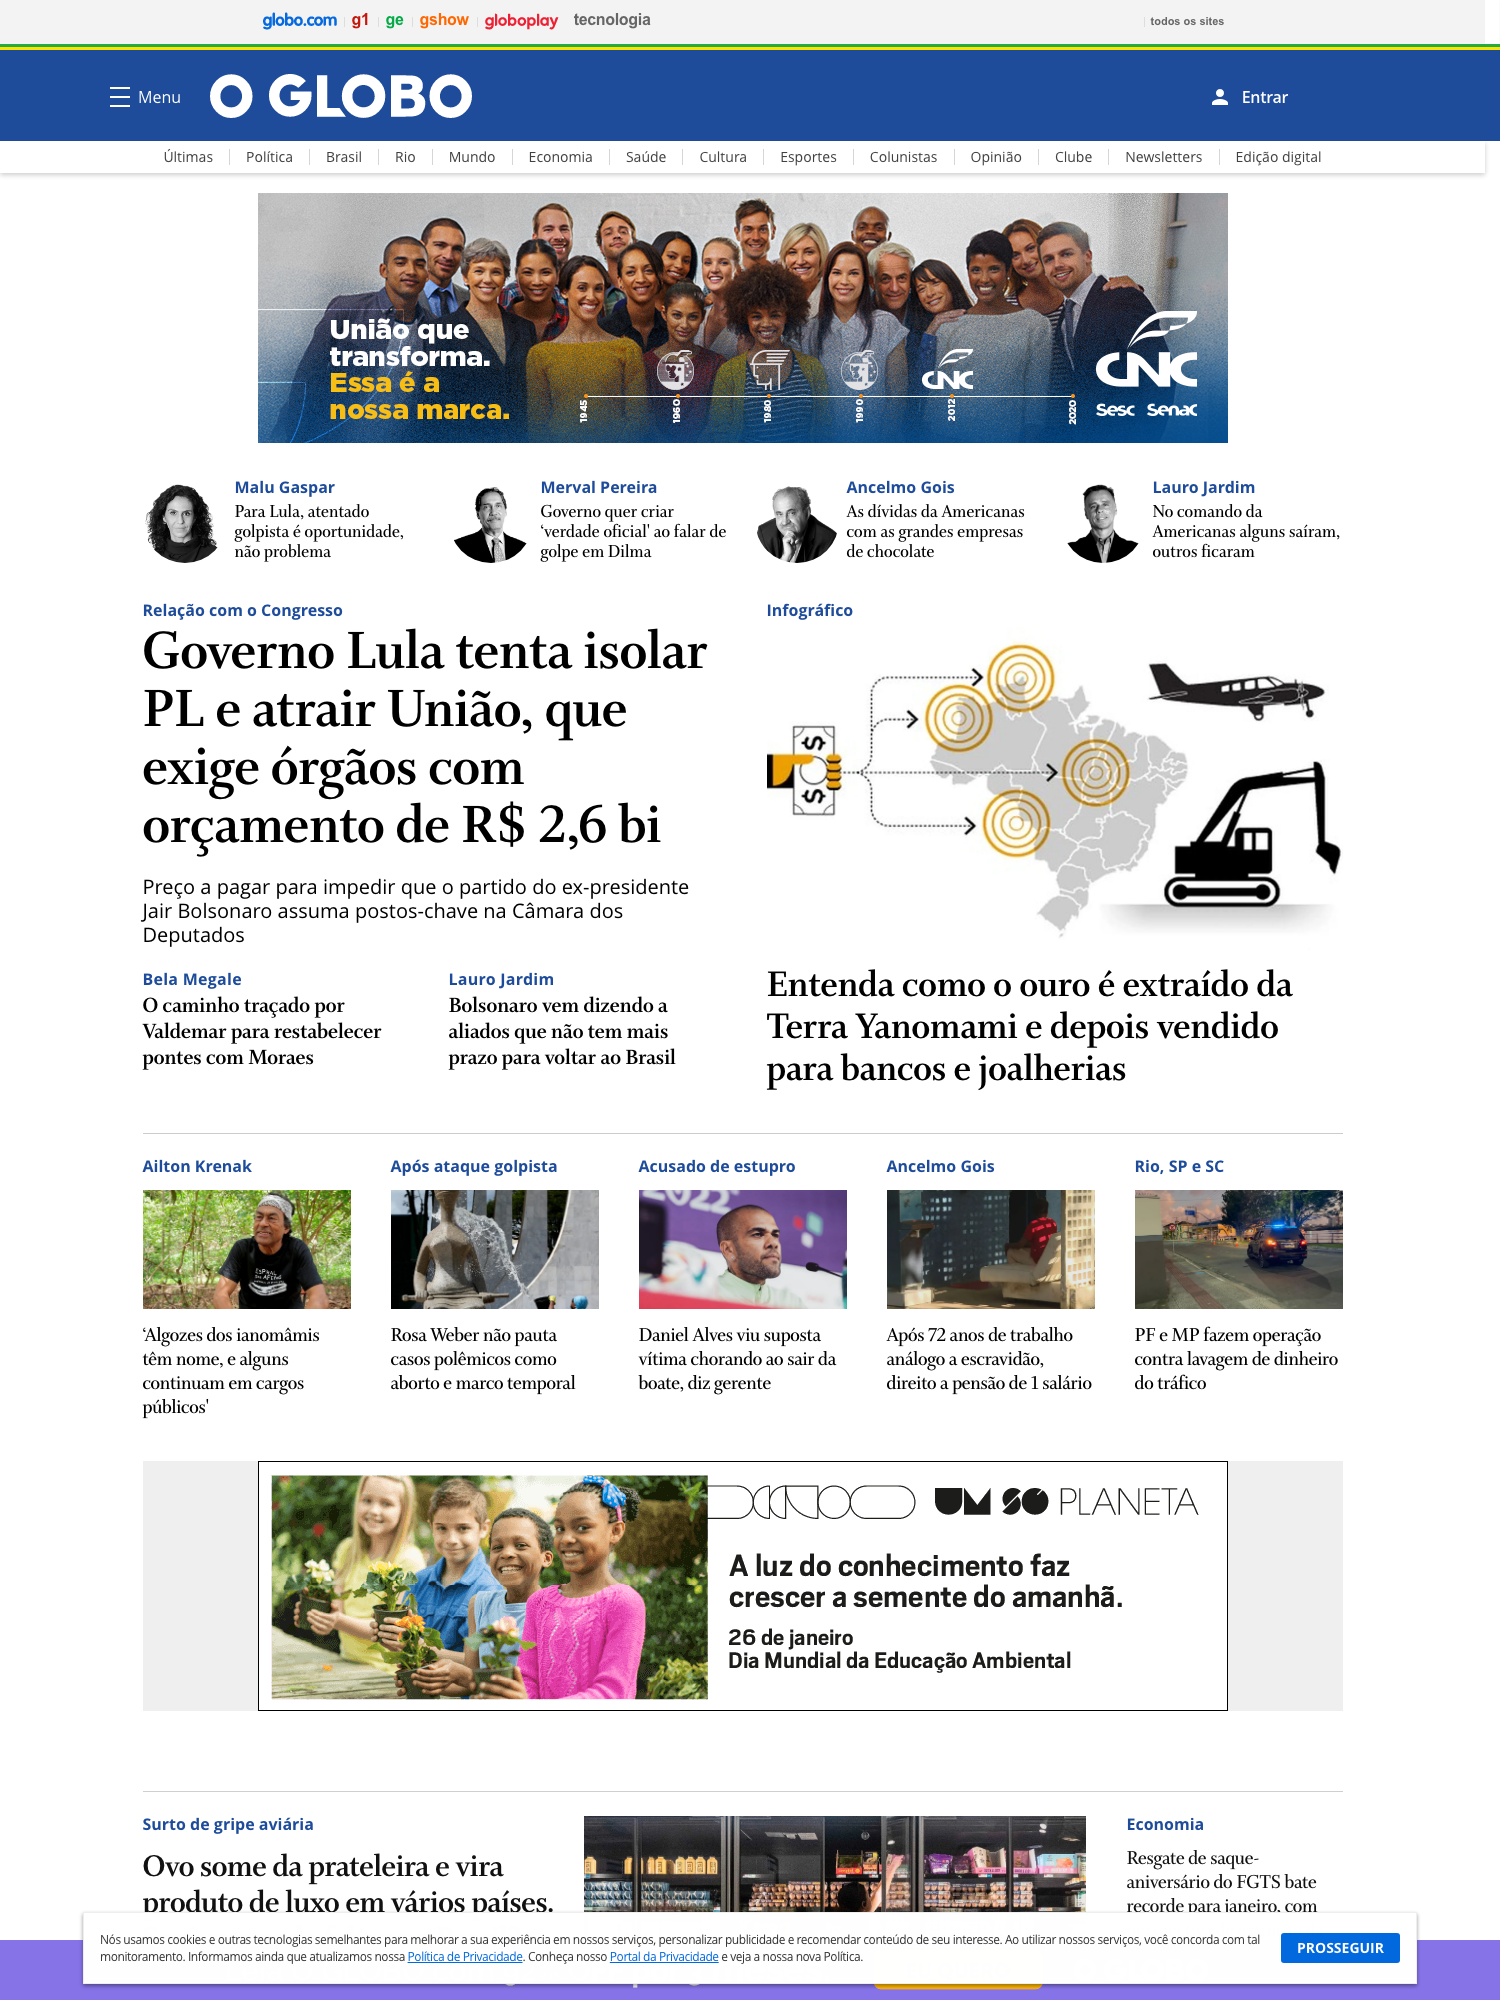 globo.com g1 ge gshow globoplay tecnologia todos os sites
Menu O GLOBO Entrar
Últimas Política Brasil Rio Mundo Economia Saúde Cultura Esportes Colunistas Opinião Clube Newsletters Edição digital
União que
transforma.
Essa é a
nossa marca.
1945 1960 1980 1990 2012 2020
CNC
CNC
Sesc Senac
Malu Gaspar
Para Lula, atentado
golpista é oportunidade,
não problema
Merval Pereira
Governo quer criar
‘verdade oficial' ao falar de
golpe em Dilma
Ancelmo Gois
As dívidas da Americanas
com as grandes empresas
de chocolate
Lauro Jardim
No comando da
Americanas alguns saíram,
outros ficaram
Relação com o Congresso
Governo Lula tenta isolar
PL e atrair União, que
exige órgãos com
orçamento de R$ 2,6 bi
Preço a pagar para impedir que o partido do ex-presidente
Jair Bolsonaro assuma postos-chave na Câmara dos
Deputados
Bela Megale
O caminho traçado por
Valdemar para restabelecer
pontes com Moraes
Lauro Jardim
Bolsonaro vem dizendo a
aliados que não tem mais
prazo para voltar ao Brasil
Infográfico
$
$
Entenda como o ouro é extraído da
Terra Yanomami e depois vendido
para bancos e joalherias
Ailton Krenak
‘Algozes dos ianomâmis
têm nome, e alguns
continuam em cargos
públicos'
Após ataque golpista
Rosa Weber não pauta
casos polêmicos como
aborto e marco temporal
Acusado de estupro
2022
Daniel Alves viu suposta
vítima chorando ao sair da
boate, diz gerente
Ancelmo Gois
Após 72 anos de trabalho
análogo a escravidão,
direito a pensão de 1 salário
Rio, SP e SC
PF e MP fazem operação
contra lavagem de dinheiro
do tráfico
UM SÓ PLANETA
A luz do conhecimento faz
crescer a semente do amanhã.
26 de janeiro
Dia Mundial da Educação Ambiental
Surto de gripe aviária
Ovo some da prateleira e vira
produto de luxo em vários países.
Economia
Resgate de saque-
aniversário do FGTS bate
recorde para janeiro, com
Nós usamos cookies e outras tecnologias semelhantes para melhorar a sua experiência em nossos serviços, personalizar publicidade e recomendar conteúdo de seu interesse. Ao utilizar nossos serviços, você concorda com tal
monitoramento. Informamos ainda que atualizamos nossa Política de Privacidade. Conheça nosso Portal da Privacidade e veja a nossa nova Política.
PROSSEGUIR